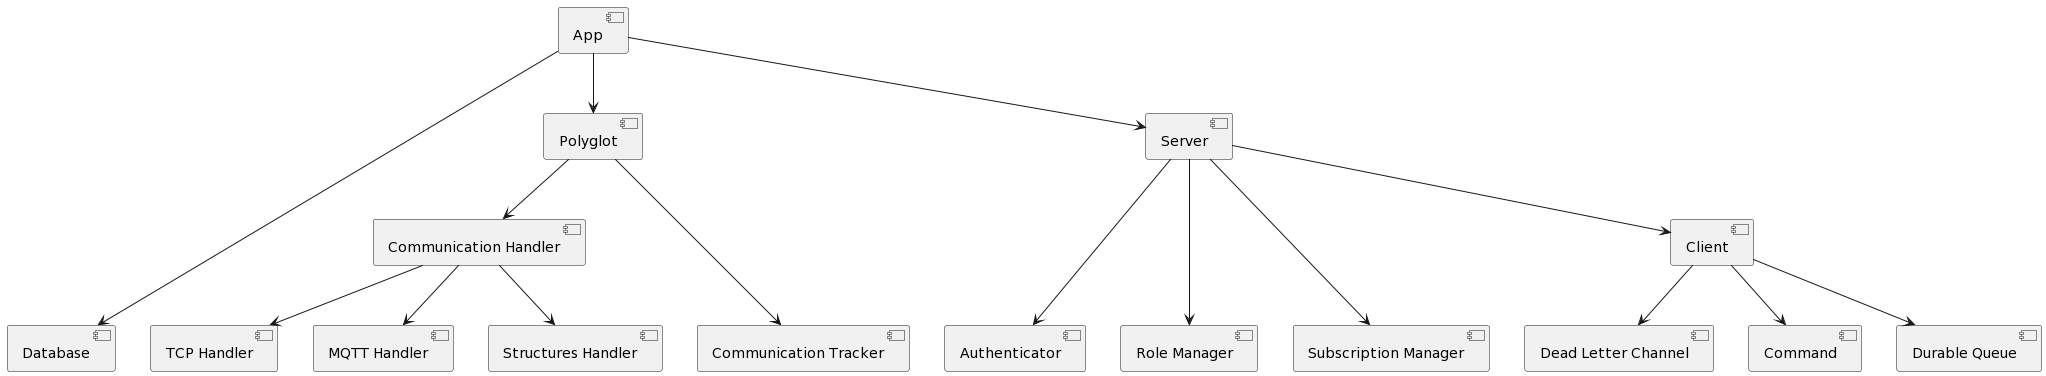 App
Polyglot
Server
Communication Handler
Client
Database
TCP Handler
MQTT Handler
Structures Handler
Communication Tracker
Authenticator
Role Manager
Subscription Manager
Dead Letter Channel
Command
Durable Queue